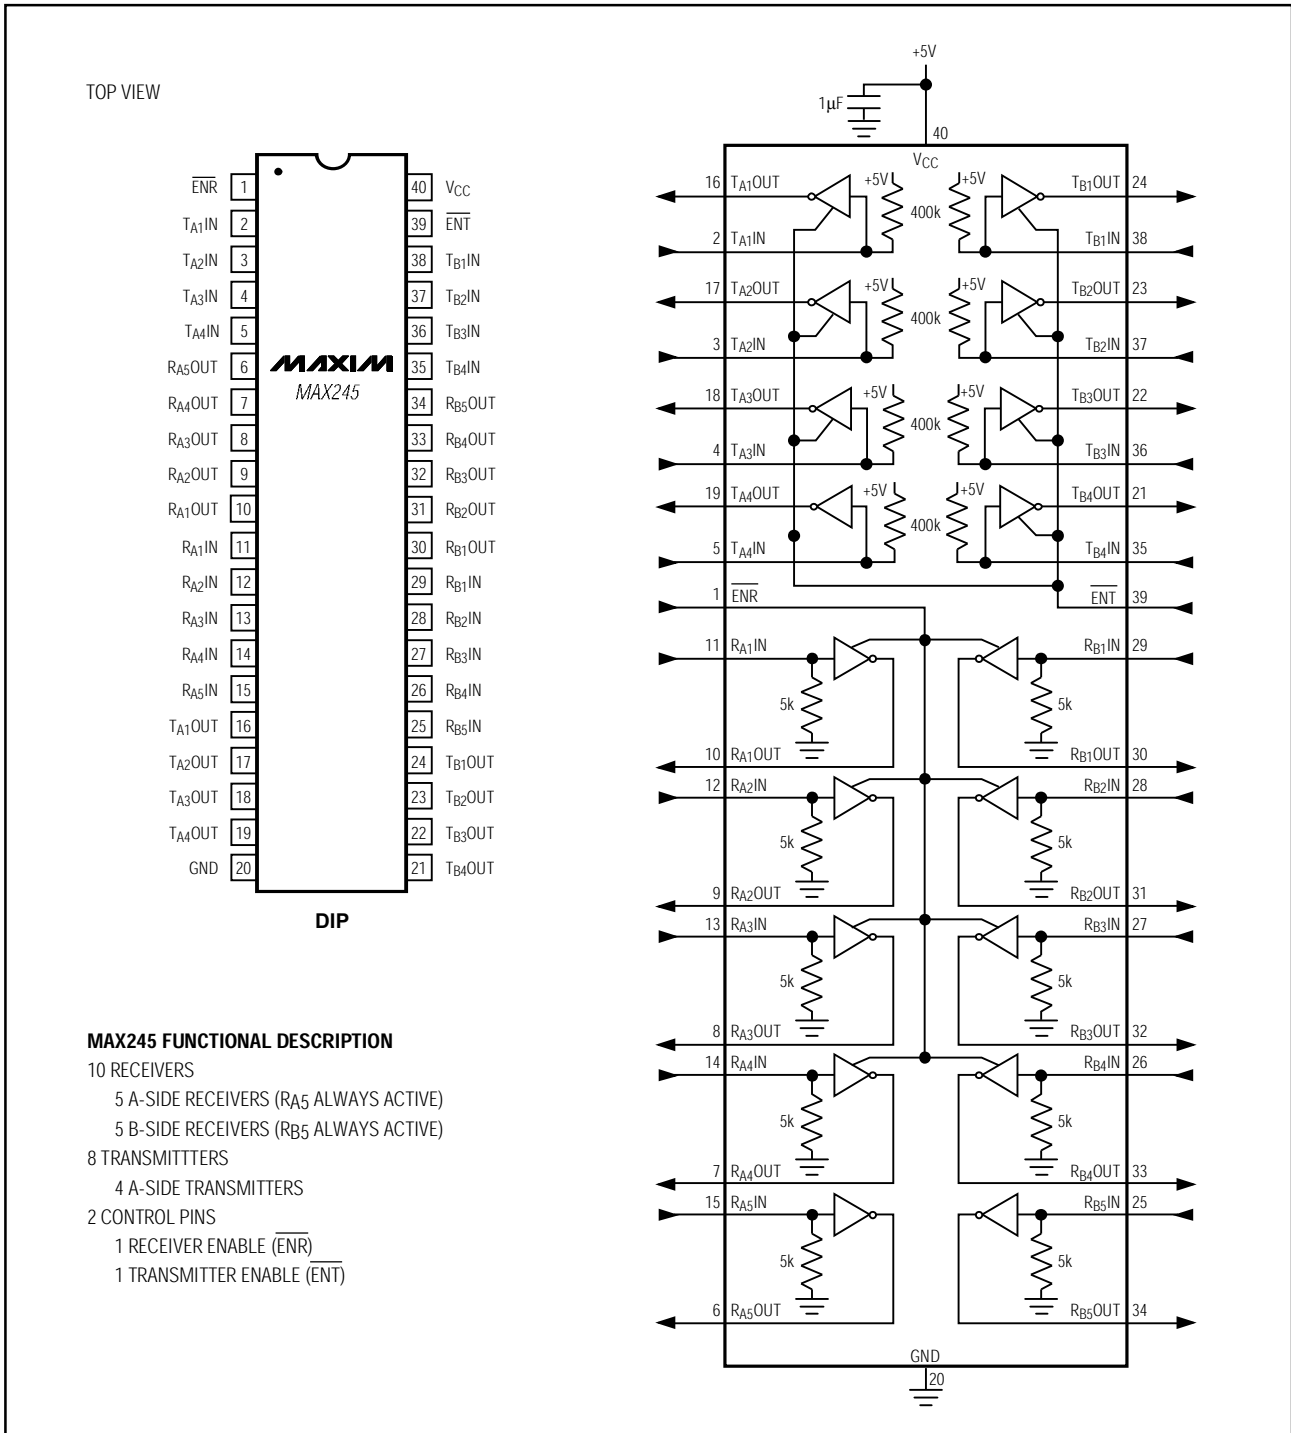 TOP VIEW
ENR 1
TA1IN 2
TA2IN 3
TA3IN 4
TA4IN 5
RA5OUT 6
RA4OUT 7
RA3OUT 8
RA2OUT 9
RA1OUT 10
RA1IN 11
RA2IN 12
RA3IN 13
RA4IN 14
RA5IN 15
TA1OUT 16
TA2OUT 17
TA3OUT 18
TA4OUT 19
GND 20
MAXIM
MAX245
40 VCC
39 ENT
38 TB1IN
37 TB2IN
36 TB3IN
35 TB4IN
34 RB5OUT
33 RB4OUT
32 RB3OUT
31 RB2OUT
30 RB1OUT
29 RB1IN
28 RB2IN
27 RB3IN
26 RB4IN
25 RB5IN
24 TB1OUT
23 TB2OUT
22 TB3OUT
21 TB4OUT
DIP
MAX245 FUNCTIONAL DESCRIPTION
10 RECEIVERS
5 A-SIDE RECEIVERS (RA5 ALWAYS ACTIVE)
5 B-SIDE RECEIVERS (RB5 ALWAYS ACTIVE)
8 TRANSMITTTERS
4 A-SIDE TRANSMITTERS
2 CONTROL PINS
1 RECEIVER ENABLE (ENR)
1 TRANSMITTER ENABLE (ENT)
+5V
1µF
40
VCC
16 TA1OUT +5V +5V TB1OUT 24
400k
2 TA1IN TB1IN 38
17 TA2OUT +5V +5V TB2OUT 23
400k
3 TA2IN TB2IN 37
18 TA3OUT +5V +5V TB3OUT 22
400k
4 TA3IN TB3IN 36
19 TA4OUT +5V +5V TB4OUT 21
400k
5 TA4IN TB4IN 35
1 ENR ENT 39
11 RA1IN RB1IN 29
5k 5k
10 RA1OUT RB1OUT 30
12 RA2IN RB2IN 28
5k 5k
9 RA2OUT RB2OUT 31
13 RA3IN RB3IN 27
5k 5k
8 RA3OUT RB3OUT 32
14 RA4IN RB4IN 26
5k 5k
7 RA4OUT RB4OUT 33
15 RA5IN RB5IN 25
5k 5k
6 RA5OUT RB5OUT 34
GND
20